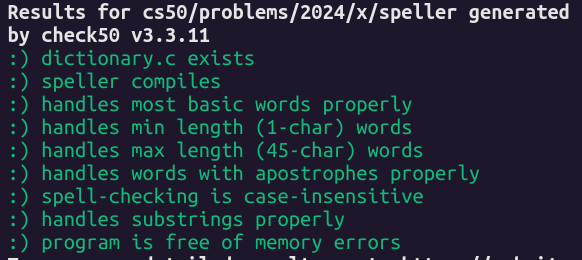 Results for cs50/problems/2024/x/speller generated
by check50 v3.3.11
:) dictionary.c exists
:) speller compiles
:) handles most basic words properly
:) handles min length (1-char) words
:) handles max length (45-char) words
:) handles words with apostrophes properly
:) spell-checking is case-insensitive
:) handles substrings properly
:) program is free of memory errors